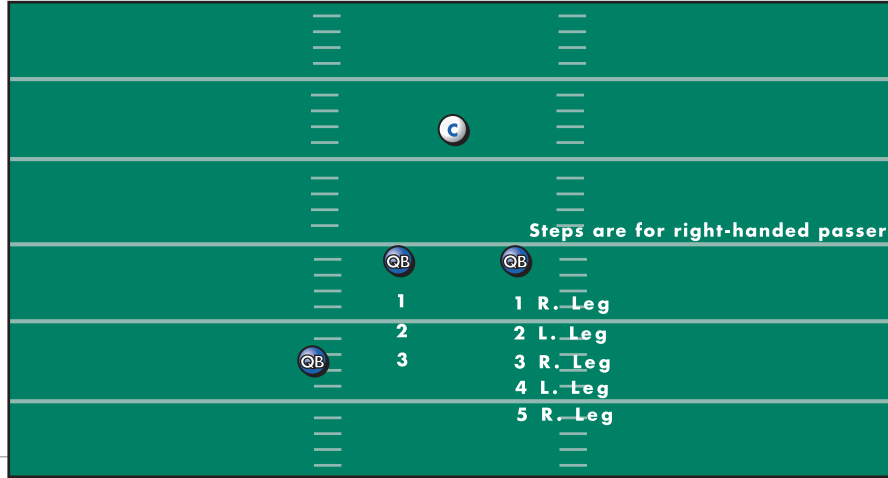 C
Steps are for right-handed passer
QB QB
1 1 R. Leg
2 2 L. Leg
QB 3 3 R. Leg
4 L. Leg
5 R. Leg